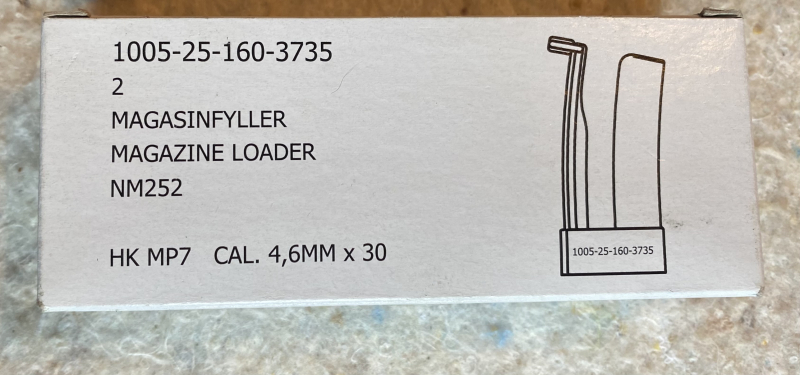 1005-25-160-3735
2
MAGASINFYLLER
MAGAZINE LOADER
NM252
HK MP7 CAL. 4,6MM x 30
1005-25-160-3735